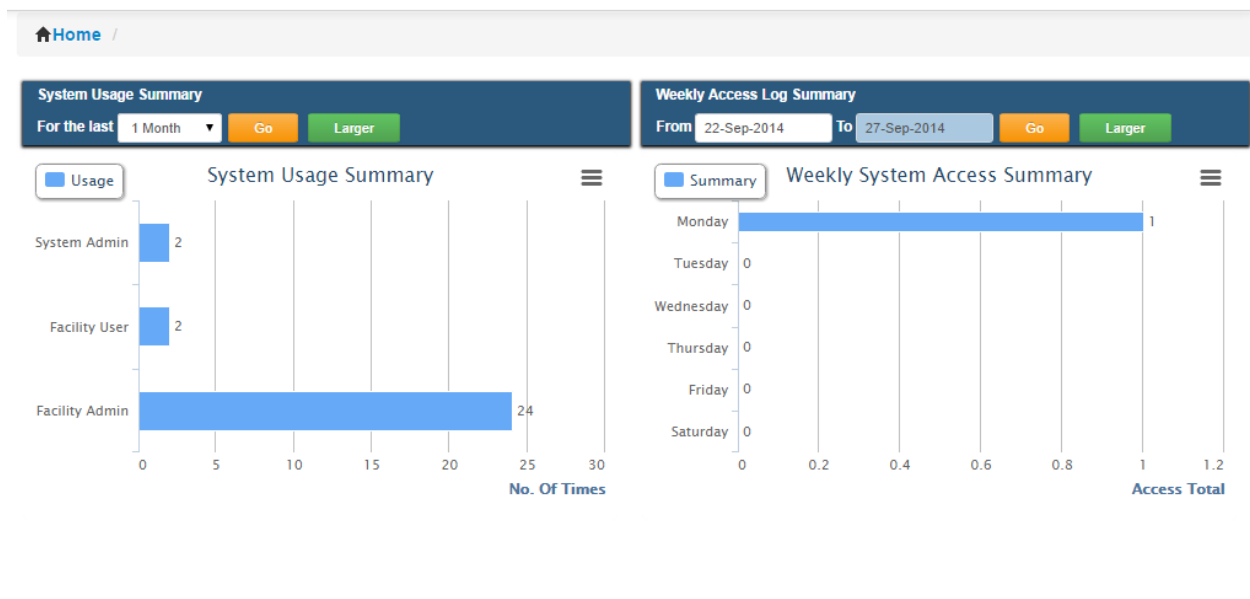 Home /
System Usage Summary
For the last 1 Month Go Larger
Usage
System Usage Summary
System Admin 2
Facility User 2
Facility Admin 24
0 5 10 15 20 25 30
No. Of Times
Weekly Access Log Summary
From 22-Sep-2014 To 27-Sep-2014 Go Larger
Summary
Weekly System Access Summary
Monday 1
Tuesday 0
Wednesday 0
Thursday 0
Friday 0
Saturday 0
0 0.2 0.4 0.6 0.8 1 1.2
Access Total